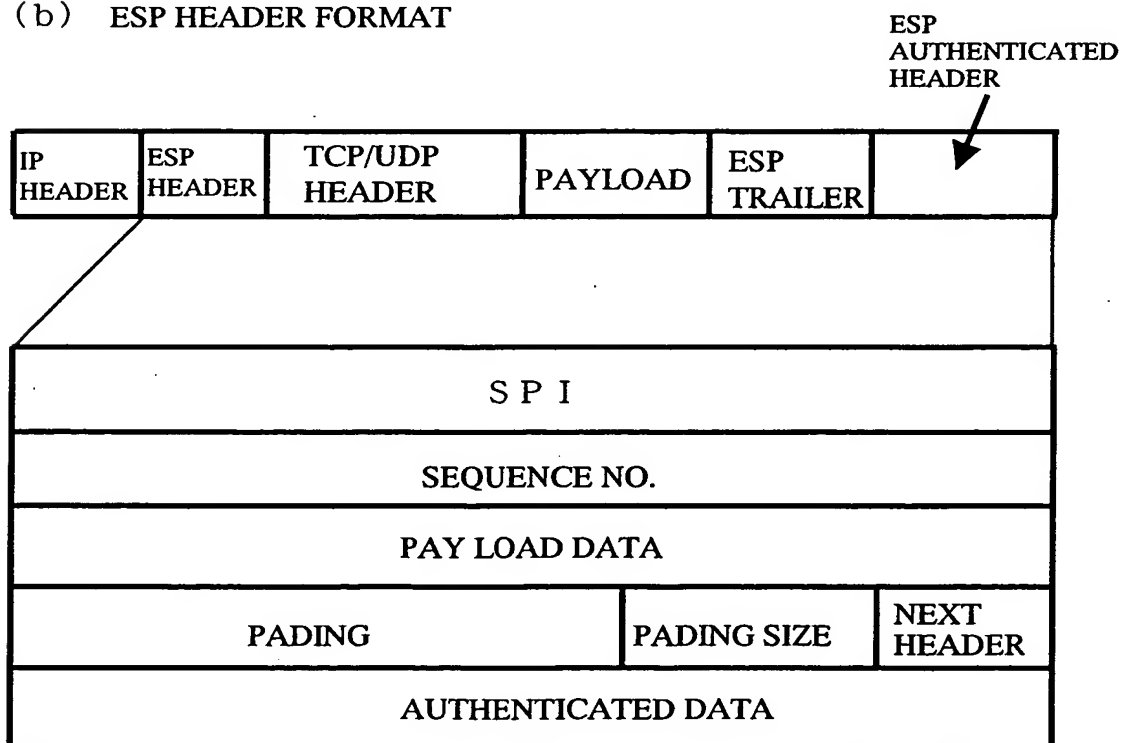 (b) ESP HEADER FORMAT
ESP
AUTHENTICATED
HEADER
IP
HEADER
ESP
HEADER
TCP/UDP
HEADER
PAYLOAD
ESP
TRAILER
SPI
SEQUENCE NO.
PAY LOAD DATA
PADING
PADING SIZE
NEXT
HEADER
AUTHENTICATED DATA